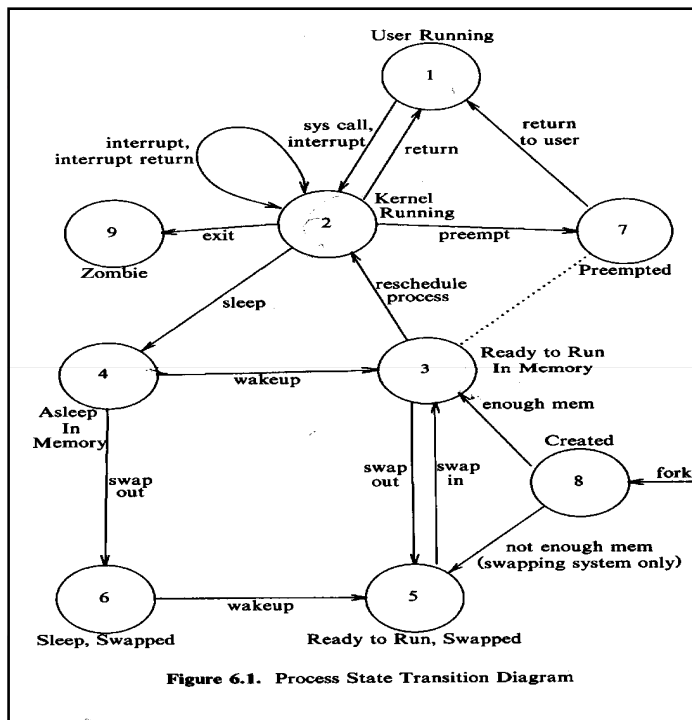 User Running
1
sys call,
interrupt
interrupt,
interrupt return
return
return
to user
Kernel
Running
2
9
exit
preempt
7
Zombie
Preempted
sleep
reschedule
process
4
wakeup
3
Ready to Run
In Memory
enough mem
Asleep
In
Memory
Created
8
fork
swap
out
swap
out
swap
in
not enough mem
(swapping system only)
6
wakeup
5
Sleep, Swapped
Ready to Run, Swapped
Figure 6.1. Process State Transition Diagram